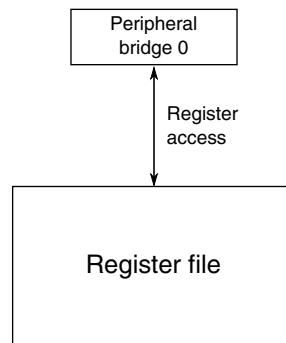 Peripheral
bridge 0
Register
access
Register file